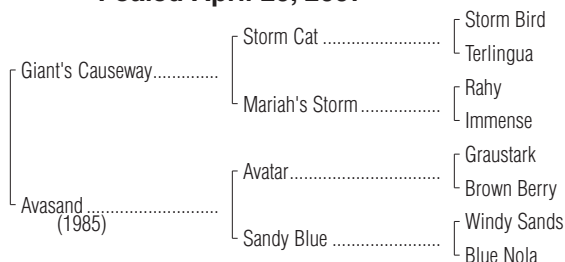 Foaled April
Storm Bird
Storm Cat
Terlingua
Giant's Causeway
Rahy
Mariah's Storm
Immense
Graustark
Avatar
Brown Berry
Avasand
(1985)
Windy Sands
Sandy Blue
Blue Nola